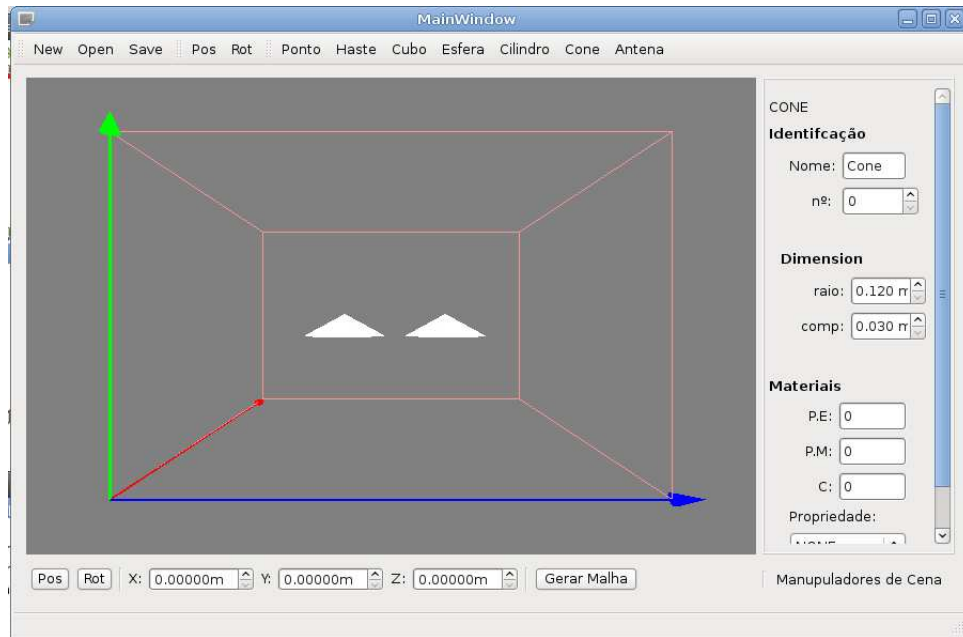 MainWindow
New Open Save Pos Rot Ponto Haste Cubo Esfera Cilindro Cone Antena
CONE
Identifcação
Nome: Cone
nº: 0
Dimension
raio: 0.120 m
comp: 0.030 m
Materiais
P.E: 0
P.M: 0
C: 0
Propriedade:
NONE
Pos Rot X: 0.00000m Y: 0.00000m Z: 0.00000m Gerar Malha Manupuladores de Cena